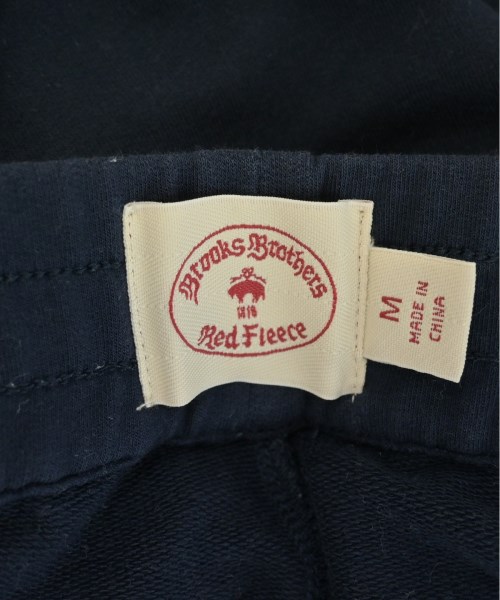 Brooks Brothers
1818
Red Fleece
M
MADE IN
CHINA